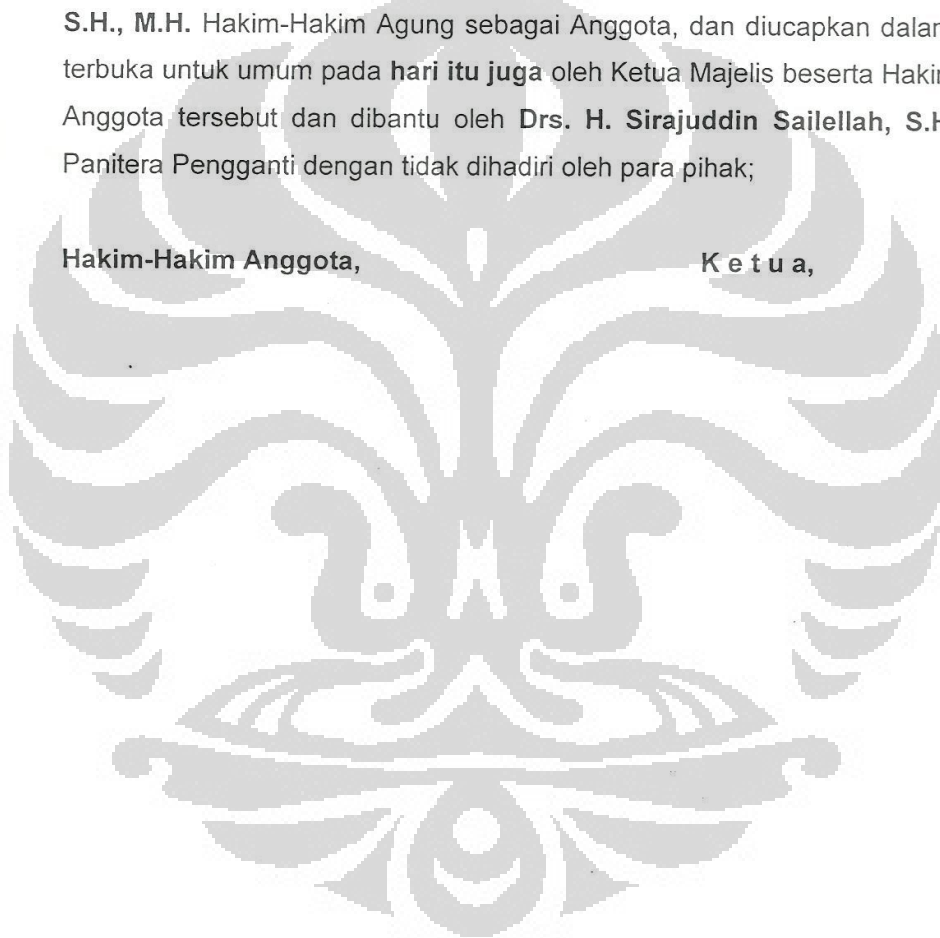 S.H., M.H. Hakim-Hakim Agung sebagai Anggota, dan diucapkan dalam
terbuka untuk umum pada hari itu juga oleh Ketua Majelis beserta Hakim
Anggota tersebut dan dibantu oleh Drs. H. Sirajuddin Sailellah, S.H
Panitera Pengganti dengan tidak dihadiri oleh para pihak;
Hakim-Hakim Anggota, K e t u a,